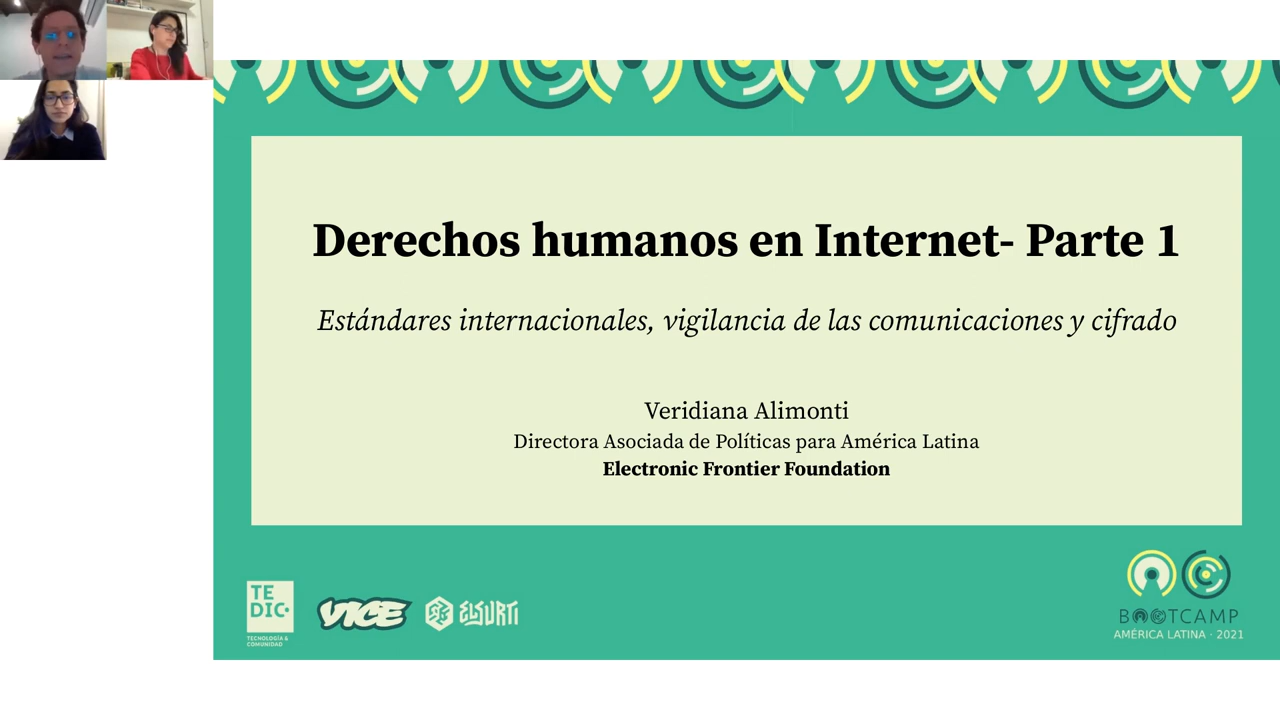 Derechos humanos en Internet- Parte 1
Estándares internacionales, vigilancia de las comunicaciones y cifrado
Veridiana Alimonti
Directora Asociada de Políticas para América Latina
Electronic Frontier Foundation
TE
DIC
TECNOLOGÍA &
COMUNIDAD
VICE
ELSURTI
BOOTCAMP
AMÉRICA LATINA · 2021